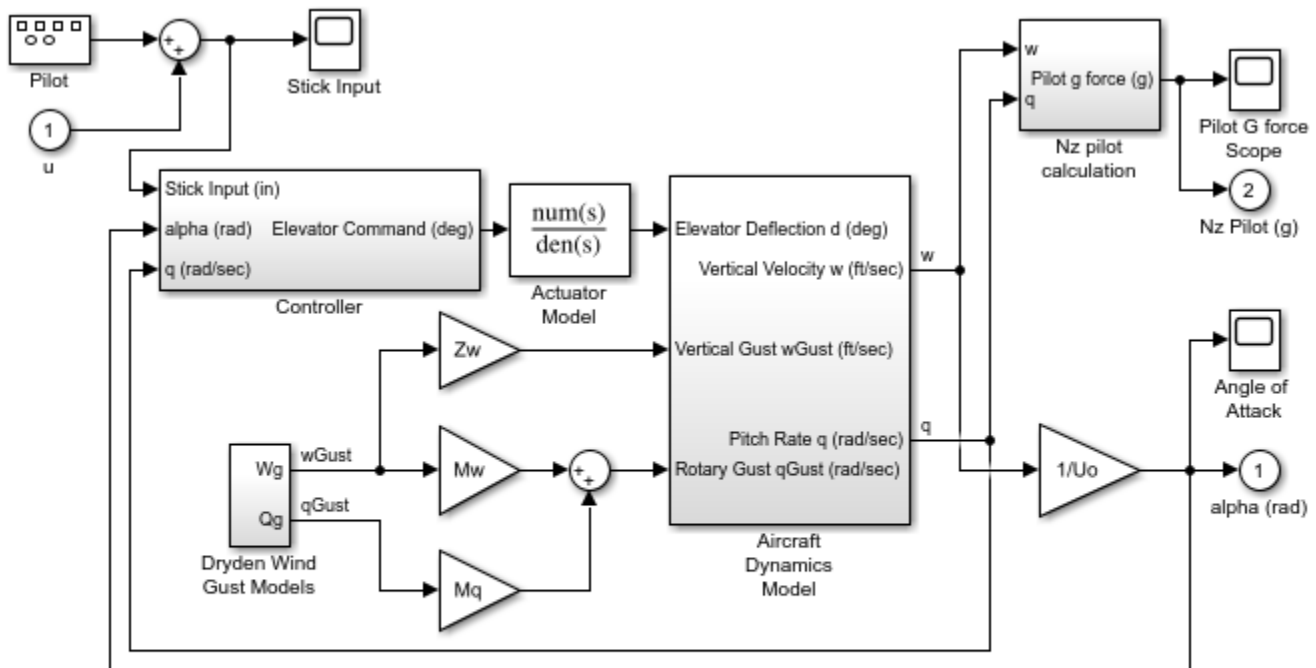 Pilot
1
u
Stick Input
w
Pilot g force (g)
q
Nz pilot
calculation
Pilot G force
Scope
2
Nz Pilot (g)
Stick Input (in)
alpha (rad)
Elevator Command (deg)
q (rad/sec)
Controller
num(s)
den(s)
Actuator
Model
Elevator Deflection d (deg)
Vertical Velocity w (ft/sec)
Vertical Gust wGust (ft/sec)
Pitch Rate q (rad/sec)
Rotary Gust qGust (rad/sec)
Aircraft
Dynamics
Model
w
q
Zw
Mw
Mq
Wg
Qg
wGust
qGust
Dryden Wind
Gust Models
1/Uo
Angle of
Attack
1
alpha (rad)